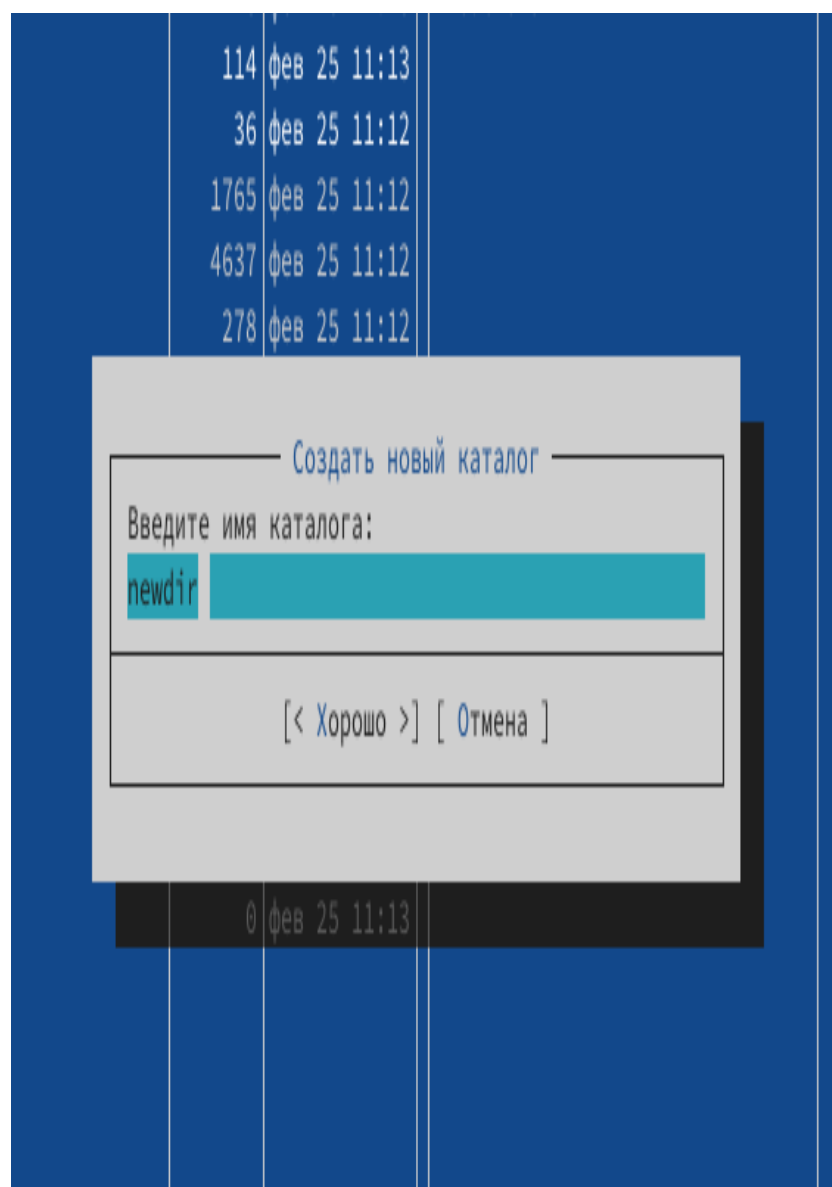 114 фев 25 11:13
36 фев 25 11:12
1765 фев 25 11:12
4637 фев 25 11:12
278 фев 25 11:12
Создать новый каталог
Введите имя каталога:
newdir
[< Хорошо >] [ Отмена ]
0 фев 25 11:13